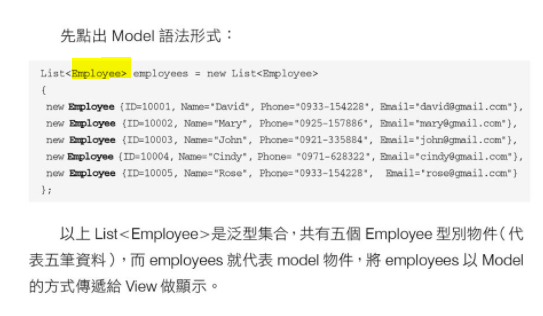 先點出 Model 語法形式：
List<Employee> employees = new List<Employee>
{
new Employee {ID=10001, Name="David", Phone="0933-154228", Email="david@gmail.com"},
new Employee {ID=10002, Name="Mary", Phone="0925-157886", Email="mary@gmail.com"},
new Employee {ID=10003, Name="John", Phone="0921-335884", Email="john@gmail.com"},
new Employee {ID=10004, Name="Cindy", Phone= "0971-628322", Email="cindy@gmail.com"},
new Employee {ID=10005, Name="Rose", Phone="0933-154228", Email="rose@gmail.com"}
};
以上 List<Employee>是泛型集合，共有五個 Employee 型別物件（代
表五筆資料），而 employees 就代表 model 物件，將 employees 以 Model
的方式傳遞給 View 做顯示。